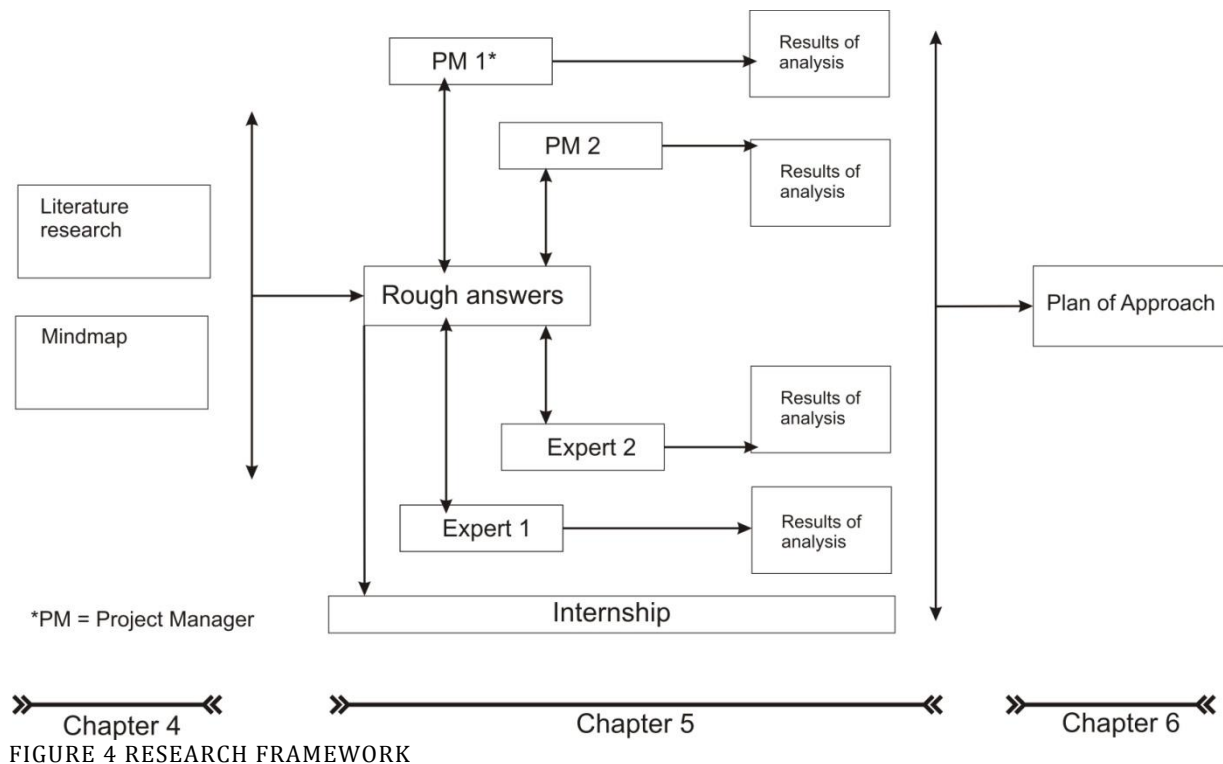 PM 1*
Results of
analysis
PM 2
Results of
analysis
Literature
research
Rough answers
Plan of Approach
Mindmap
Results of
analysis
Expert 2
Expert 1
Results of
analysis
Internship
*PM = Project Manager
Chapter 4
Chapter 5
Chapter 6
FIGURE 4 RESEARCH FRAMEWORK